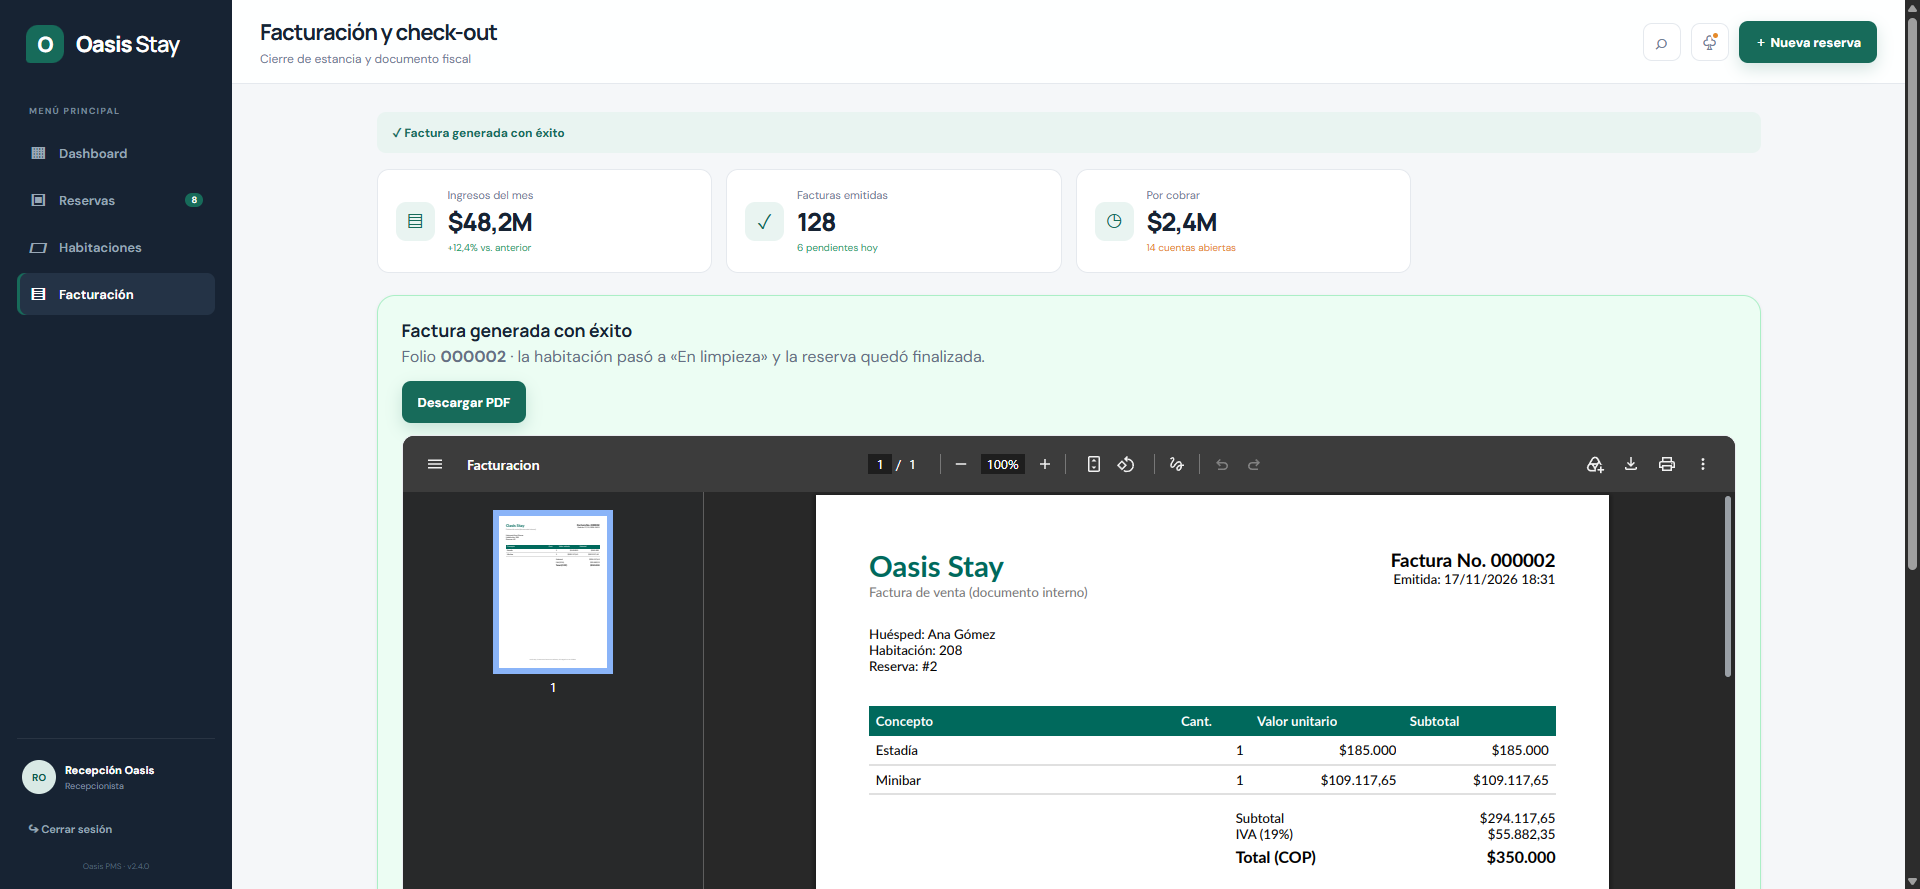 O Oasis Stay
MENÚ PRINCIPAL
Dashboard
Reservas 8
Habitaciones
Facturación
RO
Recepción Oasis
Recepcionista
↪ Cerrar sesión
Oasis PMS · v2.4.0
Facturación y check-out
Cierre de estancia y documento fiscal
+ Nueva reserva
✓ Factura generada con éxito
Ingresos del mes
$48,2M
+12,4% vs. anterior
Facturas emitidas
128
6 pendientes hoy
Por cobrar
$2,4M
14 cuentas abiertas
Factura generada con éxito
Folio 000002 · la habitación pasó a «En limpieza» y la reserva quedó finalizada.
Descargar PDF
Facturacion
1 / 1
100%
1
Oasis Stay
Factura de venta (documento interno)
Factura No. 000002
Emitida: 17/11/2026 18:31
Huésped: Ana Gómez
Habitación: 208
Reserva: #2
Concepto Cant. Valor unitario Subtotal
Estadía 1 $185.000 $185.000
Minibar 1 $109.117,65 $109.117,65
Subtotal $294.117,65
IVA (19%) $55.882,35
Total (COP) $350.000